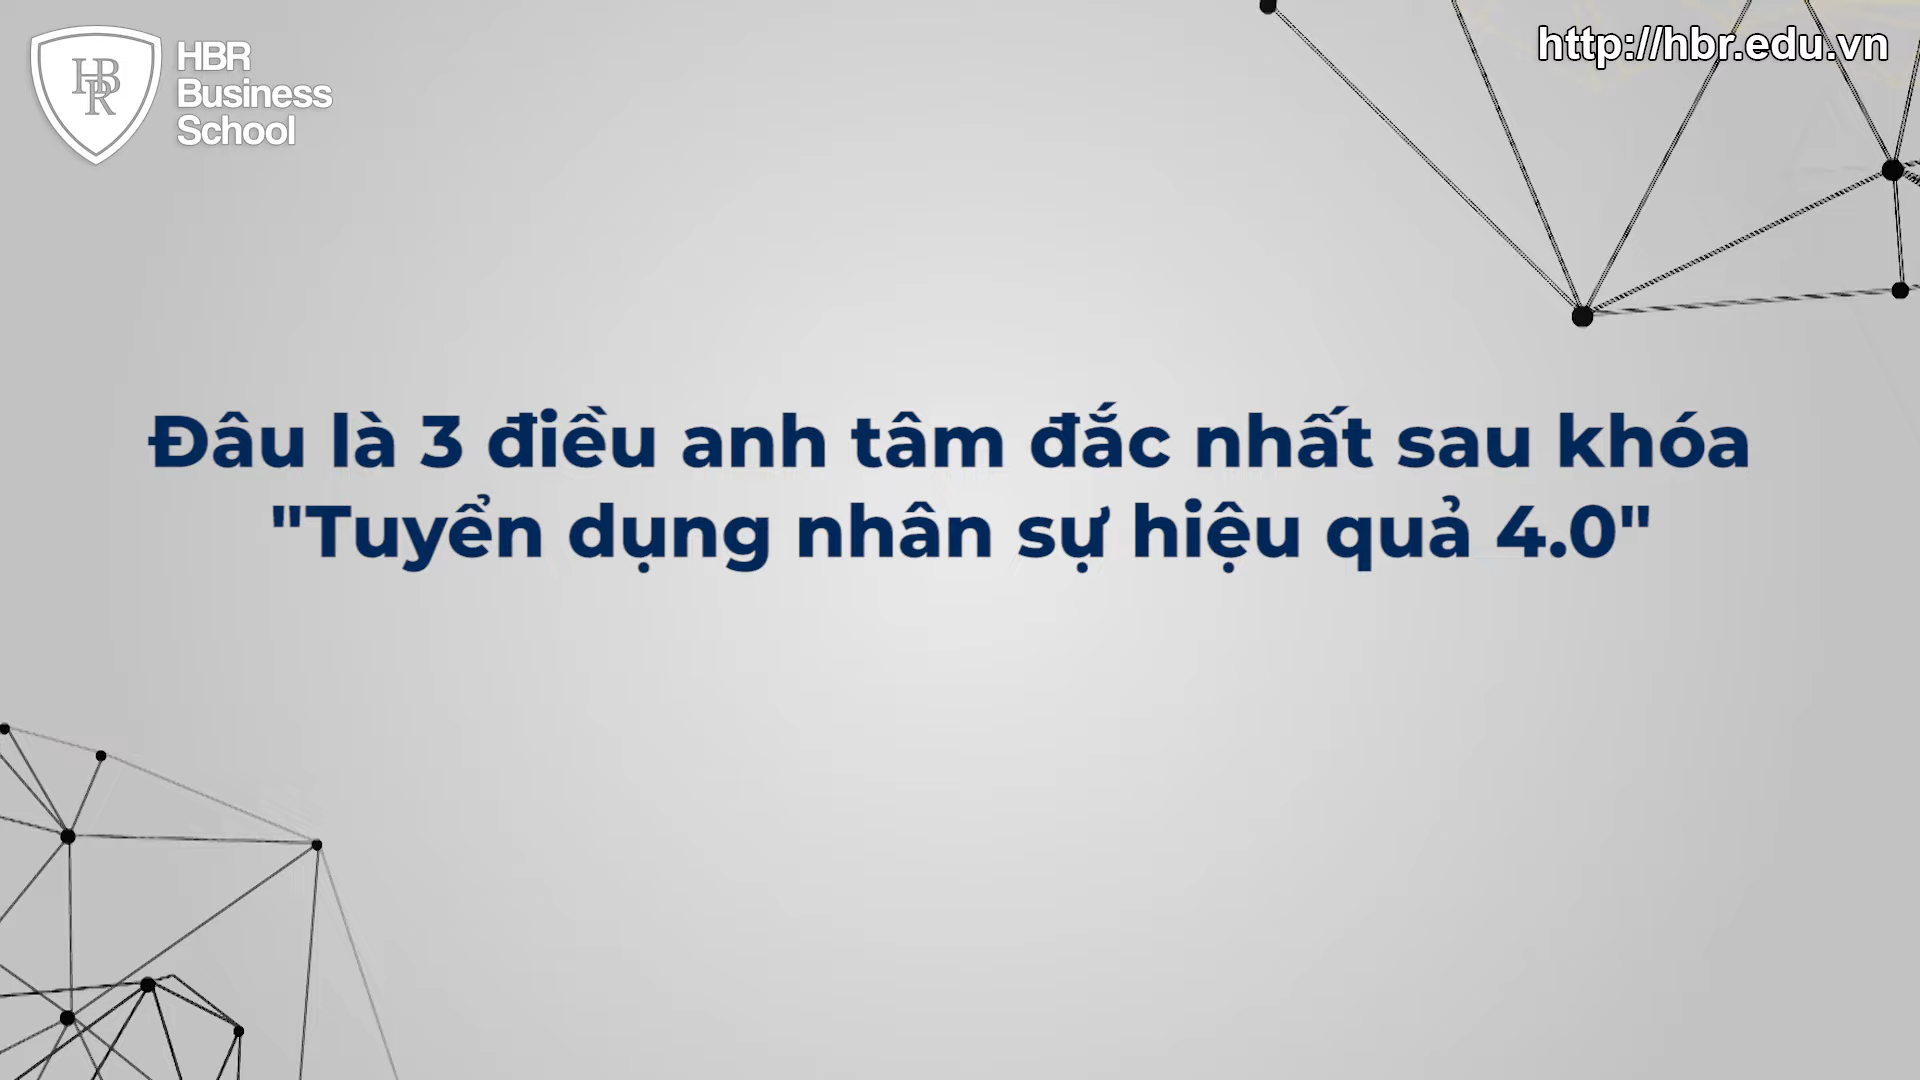 HBR
Business
School
HBR
http://hbr.edu.vn
Đâu là 3 điều anh tâm đắc nhất sau khóa
"Tuyển dụng nhân sự hiệu quả 4.0"